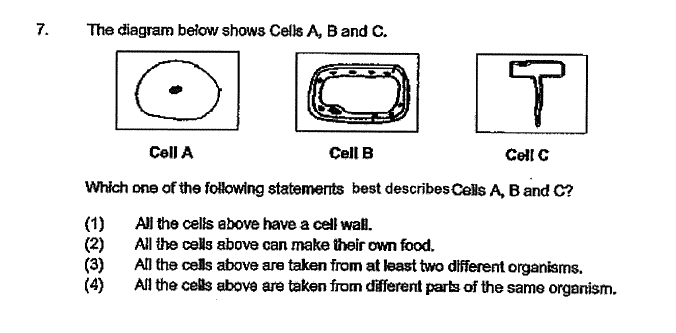 7. The diagram below shows Cells A, B and C.
Cell A Cell B Cell C
Which one of the following statements best describes Cells A, B and C?
(1) All the cells above have a cell wall.
(2) All the cells above can make their own food.
(3) All the cells above are taken from at least two different organisms.
(4) All the cells above are taken from different parts of the same organism.